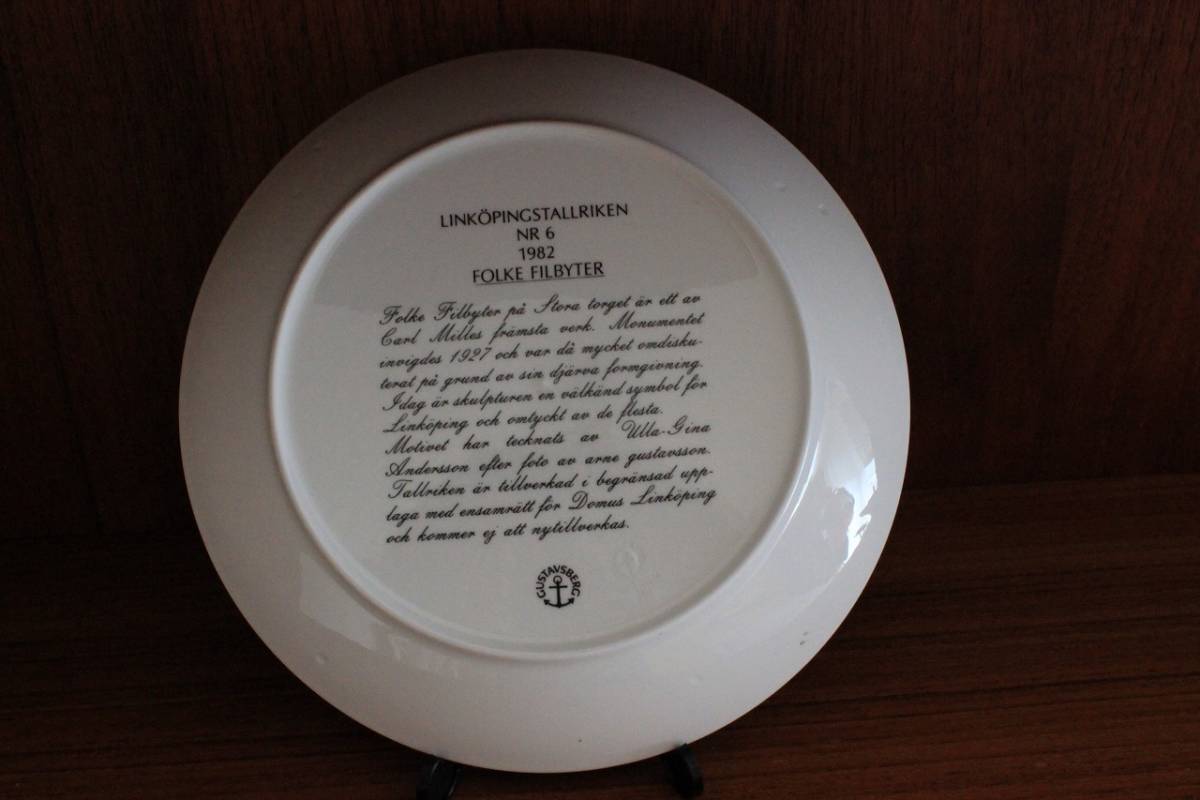 LINKÖPINGSTALLRIKEN
NR 6
1982
FOLKE FILBYTER
Folke Filbyter på Stora torget är ett av
Carl Milles främsta verk. Monumentet
invigdes 1927 och var då mycket omdisku-
terat på grund av sin djärva formgivning.
Idag är skulpturen en välkänd symbol för
Linköping och omtyckt av de flesta.
Motivet har tecknats av Ulla-Gina
Andersson efter foto av arne gustavsson.
Tallriken är tillverkad i begränsad upp-
laga med ensamrätt för Domus Linköping
och kommer ej att nytillverkas.
GUSTAVSBERG